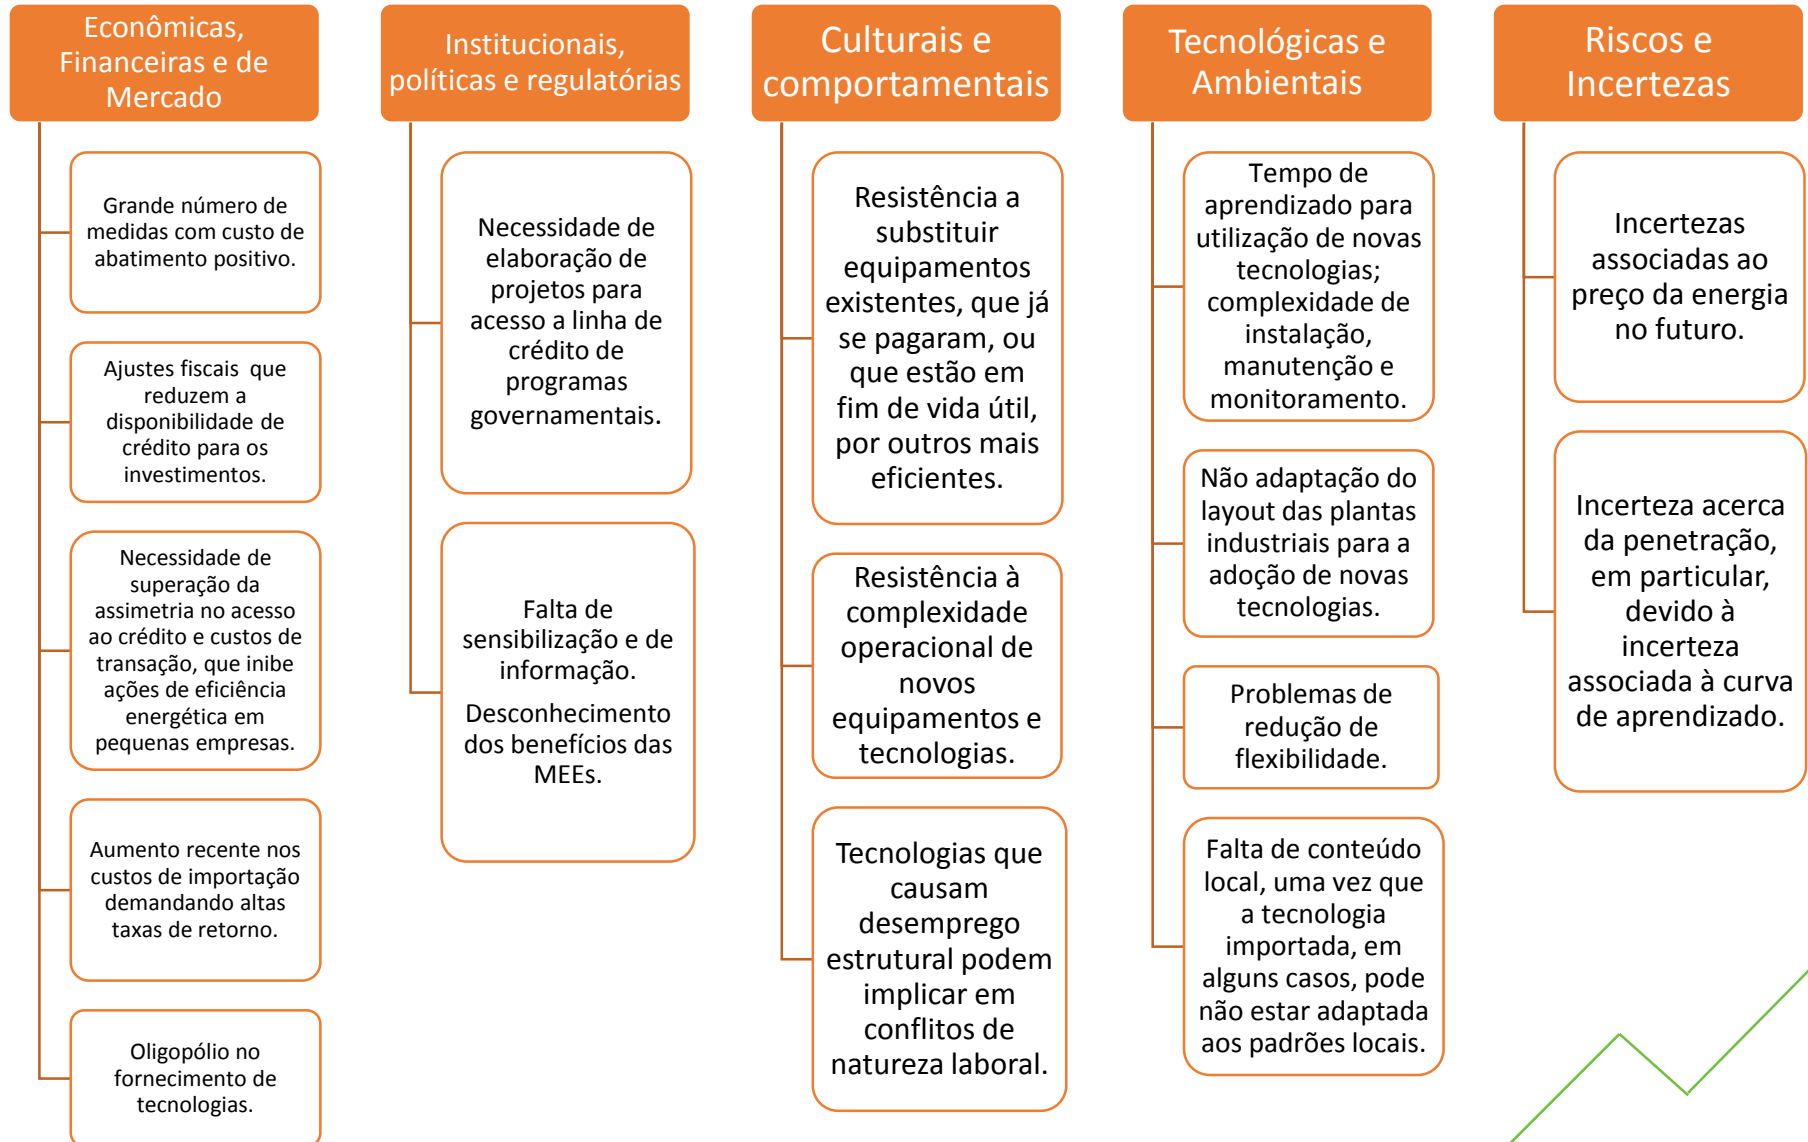 Econômicas,
Financeiras e de
Mercado
Grande número de
medidas com custo de
abatimento positivo.
Ajustes fiscais que
reduzem a
disponibilidade de
crédito para os
investimentos.
Necessidade de
superação da
assimetria no acesso
ao crédito e custos de
transação, que inibe
ações de eficiência
energética em
pequenas empresas.
Aumento recente nos
custos de importação
demandando altas
taxas de retorno.
Oligopólio no
fornecimento de
tecnologias.
Institucionais,
políticas e regulatórias
Necessidade de
elaboração de
projetos para
acesso a linha de
crédito de
programas
governamentais.
Falta de
sensibilização e de
informação.
Desconhecimento
dos benefícios das
MEEs.
Culturais e
comportamentais
Resistência a
substituir
equipamentos
existentes, que já
se pagaram, ou
que estão em
fim de vida útil,
por outros mais
eficientes.
Resistência à
complexidade
operacional de
novos
equipamentos e
tecnologias.
Tecnologias que
causam
desemprego
estrutural podem
implicar em
conflitos de
natureza laboral.
Tecnológicas e
Ambientais
Tempo de
aprendizado para
utilização de novas
tecnologias;
complexidade de
instalação,
manutenção e
monitoramento.
Não adaptação do
layout das plantas
industriais para a
adoção de novas
tecnologias.
Problemas de
redução de
flexibilidade.
Falta de conteúdo
local, uma vez que
a tecnologia
importada, em
alguns casos, pode
não estar adaptada
aos padrões locais.
Riscos e
Incertezas
Incertezas
associadas ao
preço da energia
no futuro.
Incerteza acerca
da penetração,
em particular,
devido à
incerteza
associada à curva
de aprendizado.